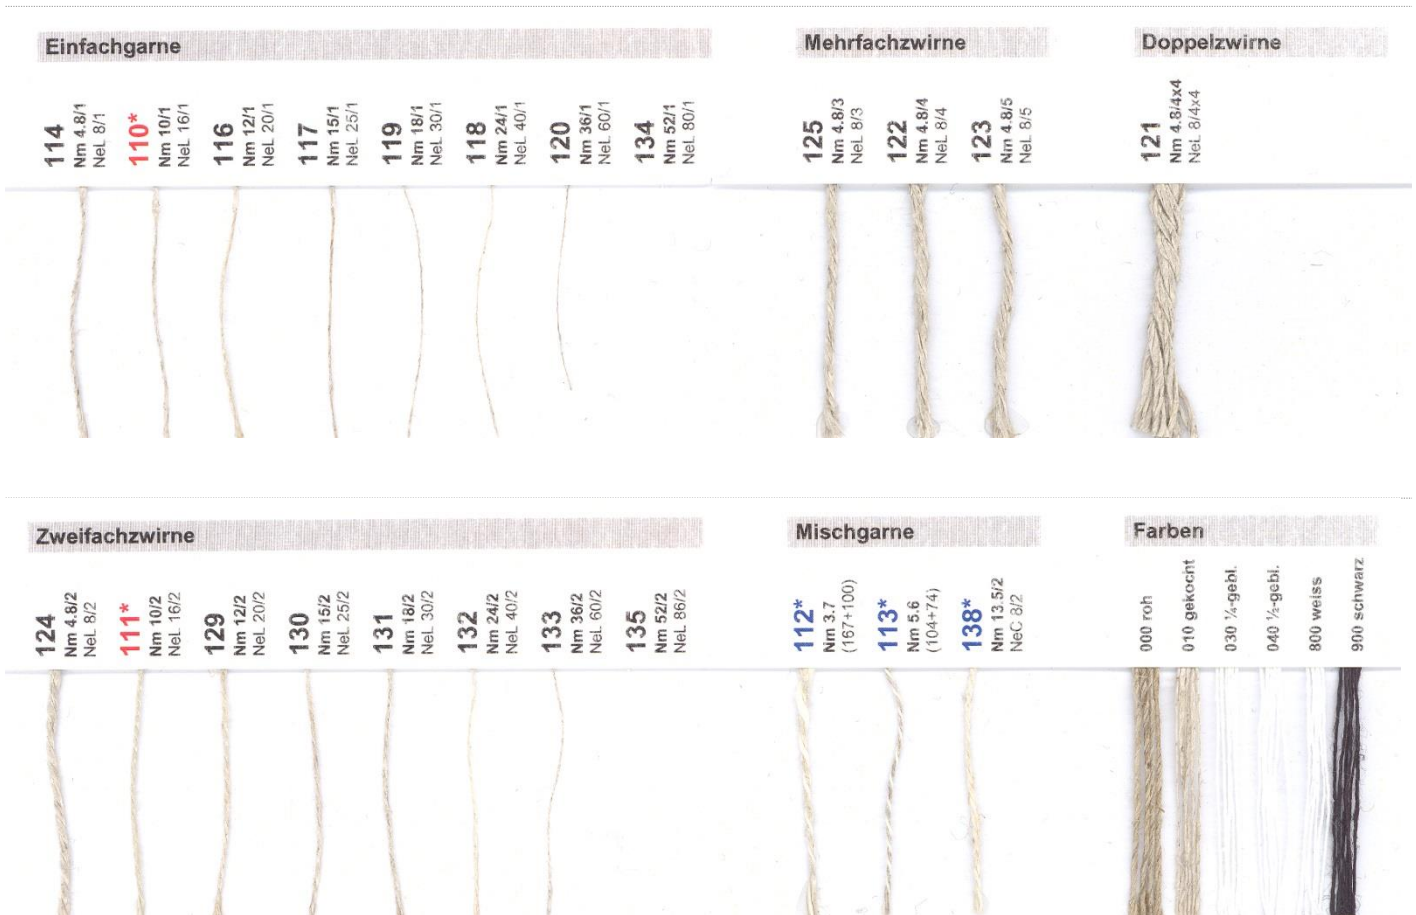 Einfachgarne
114
Nm 4.8/1
NeL 8/1
110*
Nm 10/1
NeL 16/1
116
Nm 12/1
NeL 20/1
117
Nm 15/1
NeL 25/1
119
Nm 18/1
NeL 30/1
118
Nm 24/1
NeL 40/1
120
Nm 36/1
NeL 60/1
134
Nm 52/1
NeL 80/1
Mehrfachzwirne
125
Nm 4.8/3
NeL 8/3
122
Nm 4.8/4
NeL 8/4
123
Nm 4.8/5
NeL 8/5
Doppelzwirne
121
Nm 4.8/4x4
NeL 8/4x4
Zweifachzwirne
124
Nm 4.8/2
NeL 8/2
111*
Nm 10/2
NeL 16/2
129
Nm 12/2
NeL 20/2
130
Nm 15/2
NeL 25/2
131
Nm 18/2
NeL 30/2
132
Nm 24/2
NeL 40/2
133
Nm 36/2
NeL 60/2
135
Nm 52/2
NeL 86/2
Mischgarne
112*
Nm 3.7
(167+100)
113*
Nm 5.6
(104+74)
138*
Nm 13.5/2
NeC 8/2
Farben
000 roh
010 gekocht
030 ¼-gebl.
040 ½-gebl.
800 weiss
900 schwarz